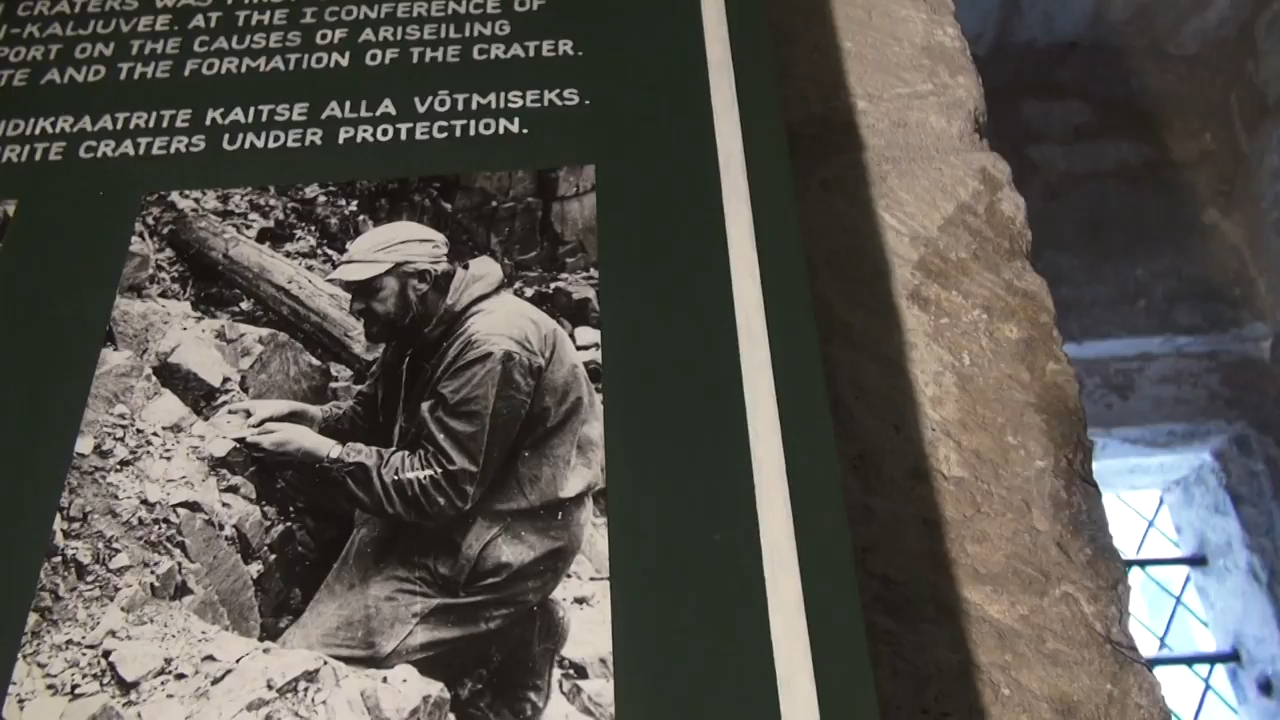 CRATERS WAS
I-KALJUVEE. AT THE I CONFERENCE OF
PORT ON THE CAUSES OF ARISEILING
TE AND THE FORMATION OF THE CRATER.
IDIKRAATRITE KAITSE ALLA VÕTMISEKS.
RITE CRATERS UNDER PROTECTION.